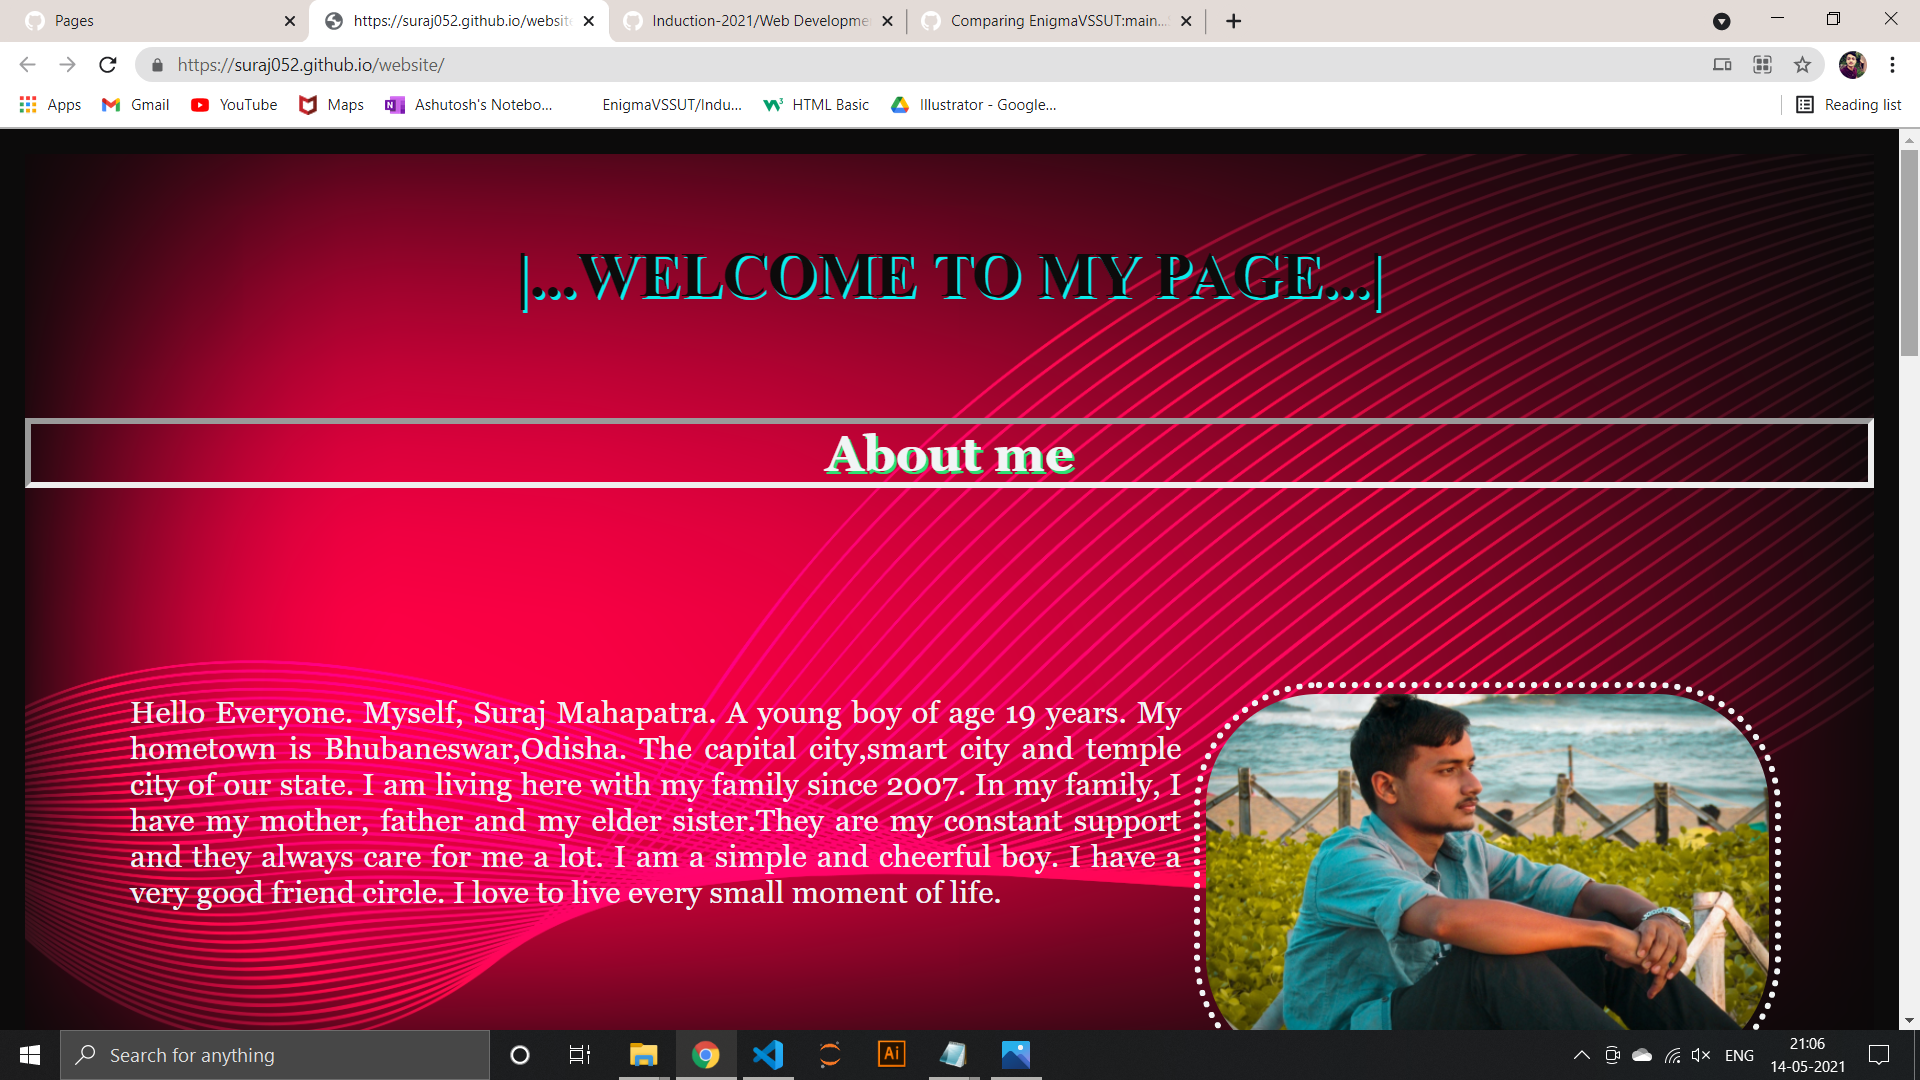 Pages
https://suraj052.github.io/website
Induction-2021/Web Developme
Comparing EnigmaVSSUT:main...
https://suraj052.github.io/website/
Apps
Gmail
YouTube
Maps
Ashutosh's Notebo...
EnigmaVSSUT/Indu...
HTML Basic
Illustrator - Google...
Reading list
|...WELCOME TO MY PAGE...|
About me
Hello Everyone. Myself, Suraj Mahapatra. A young boy of age 19 years. My
hometown is Bhubaneswar,Odisha. The capital city,smart city and temple
city of our state. I am living here with my family since 2007. In my family, I
have my mother, father and my elder sister.They are my constant support
and they always care for me a lot. I am a simple and cheerful boy. I have a
very good friend circle. I love to live every small moment of life.
Search for anything
Ai
ENG
21:06
14-05-2021